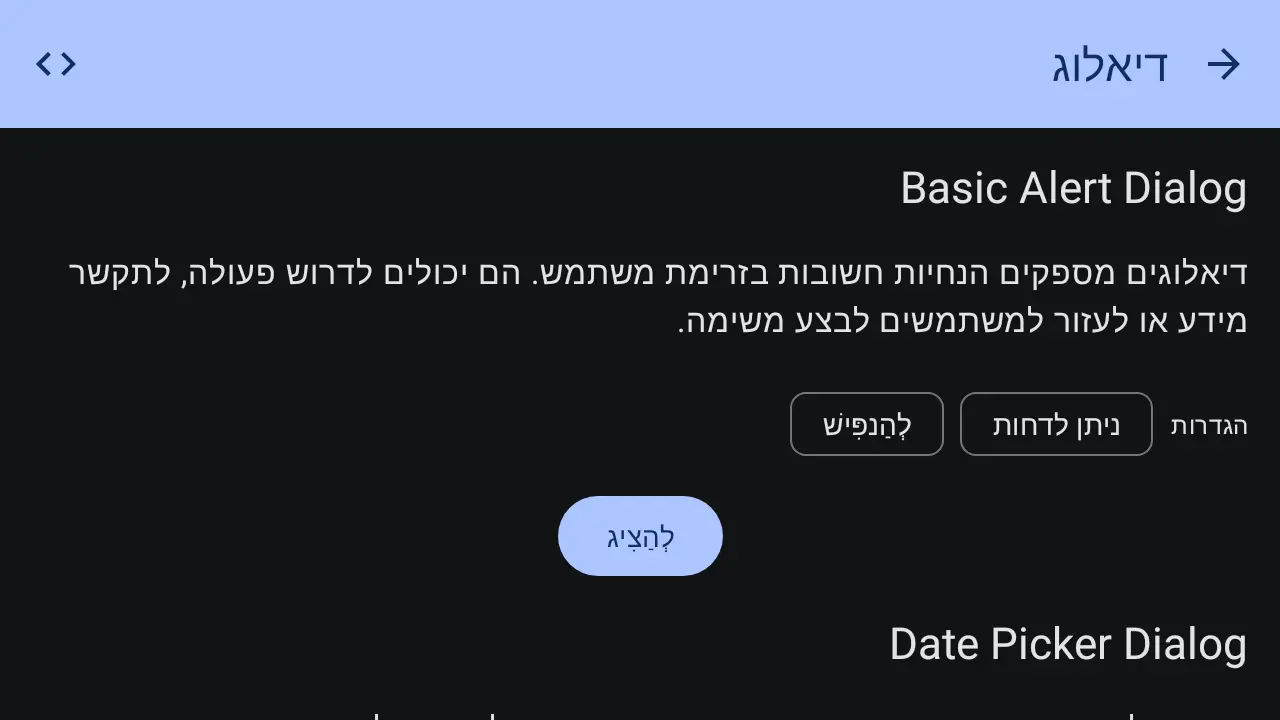 דיאלוג
Basic Alert Dialog
דיאלוגים מספקים הנחיות חשובות בזרימת משתמש. הם יכולים לדרוש פעולה, לתקשר
מידע או לעזור למשתמשים לבצע משימה.
הגדרות
ניתן לדחות
לְהַנפִּישׁ
לְהַצִיג
Date Picker Dialog